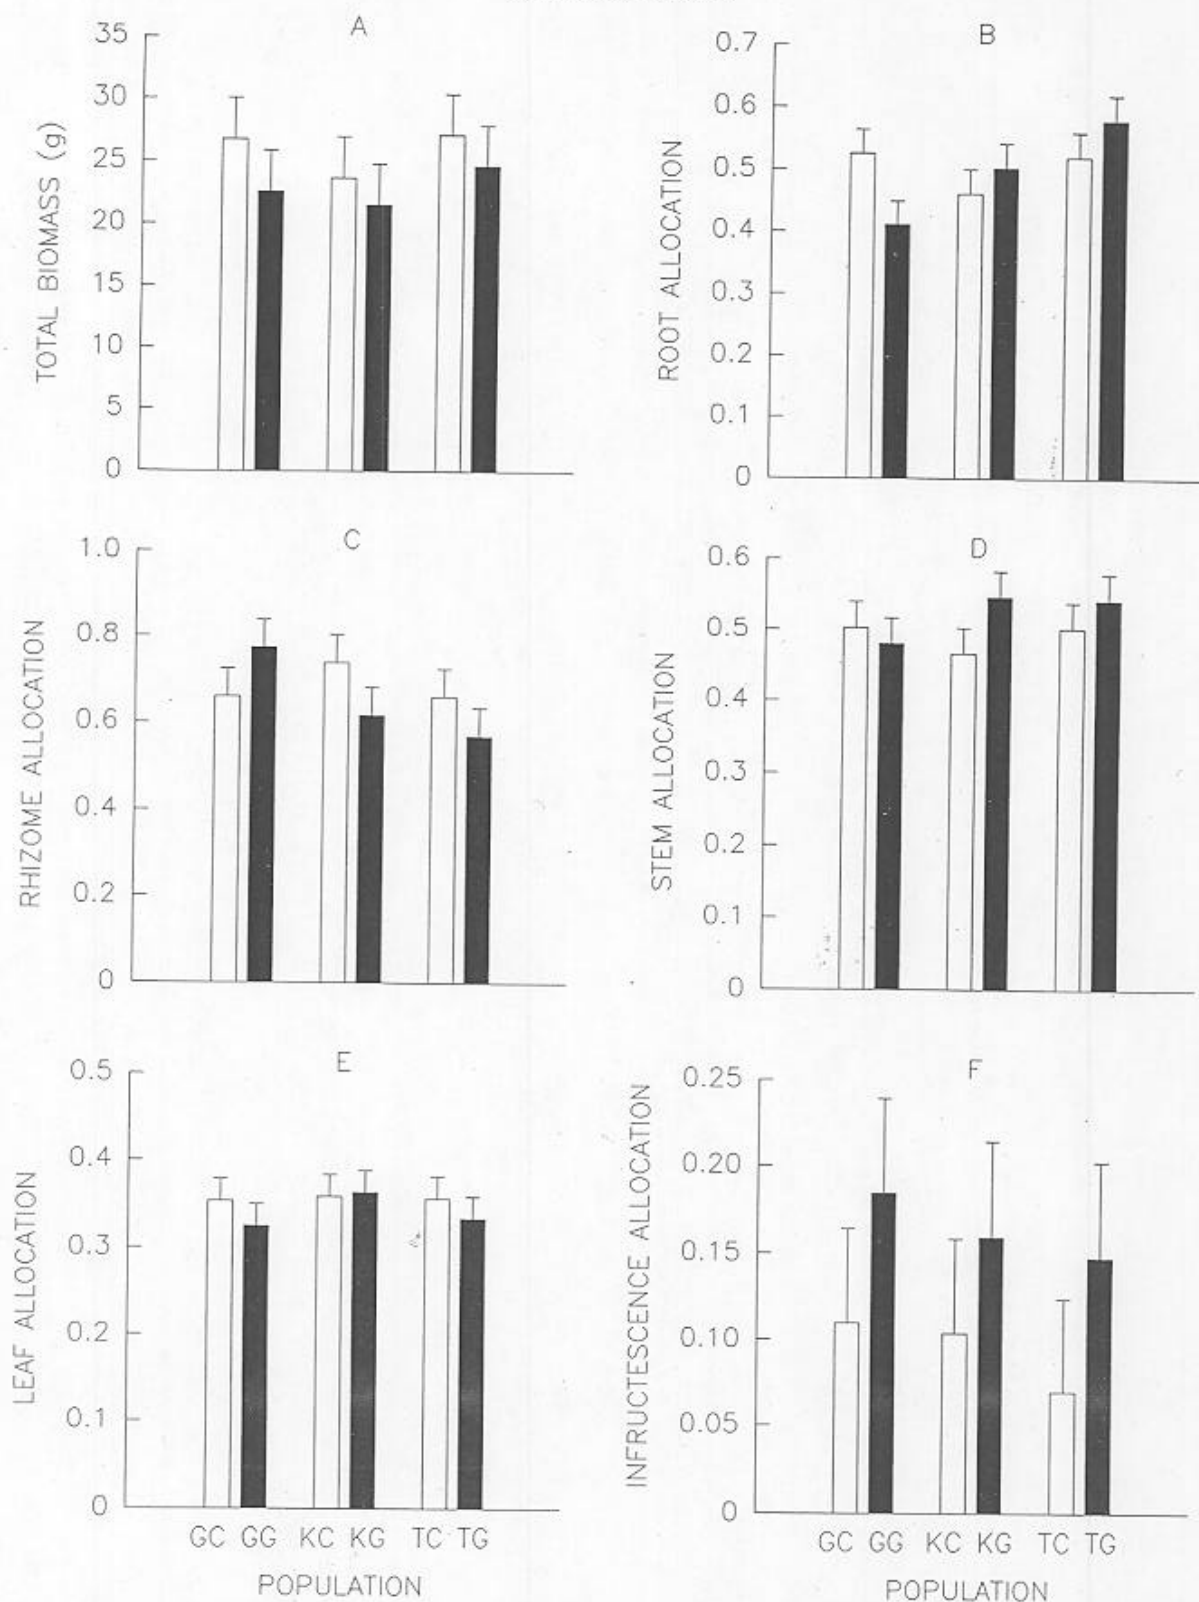 A
35
30
25
20
15
10
5
0
TOTAL BIOMASS (g)
B
0.7
0.6
0.5
0.4
0.3
0.2
0.1
0
ROOT ALLOCATION
C
1.0
0.8
0.6
0.4
0.2
0
RHIZOME ALLOCATION
D
0.6
0.5
0.4
0.3
0.2
0.1
0
STEM ALLOCATION
E
0.5
0.4
0.3
0.2
0.1
0
LEAF ALLOCATION
GC GG KC KG TC TG
POPULATION
F
0.25
0.20
0.15
0.10
0.05
0
INFRUCTESCENCE ALLOCATION
GC GG KC KG TC TG
POPULATION